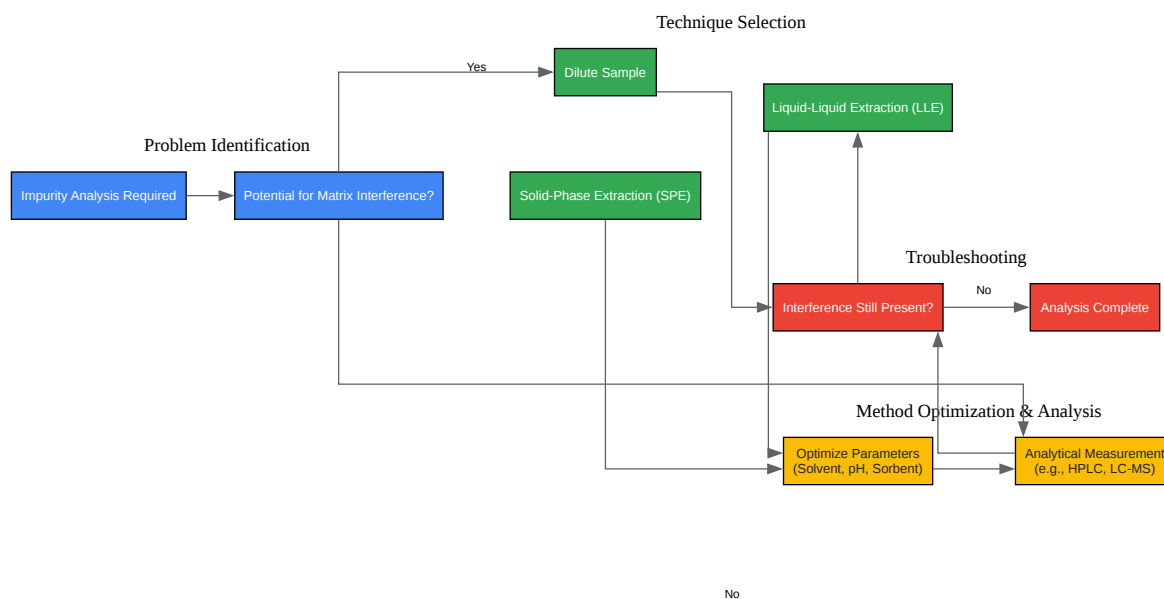 Technique Selection
Yes
Dilute Sample
Liquid-Liquid Extraction (LLE)
Problem Identification
Impurity Analysis Required
Potential for Matrix Interference?
Solid-Phase Extraction (SPE)
Troubleshooting
No
Interference Still Present?
Analysis Complete
Method Optimization & Analysis
Optimize Parameters
(Solvent, pH, Sorbent)
Analytical Measurement
(e.g., HPLC, LC-MS)
No